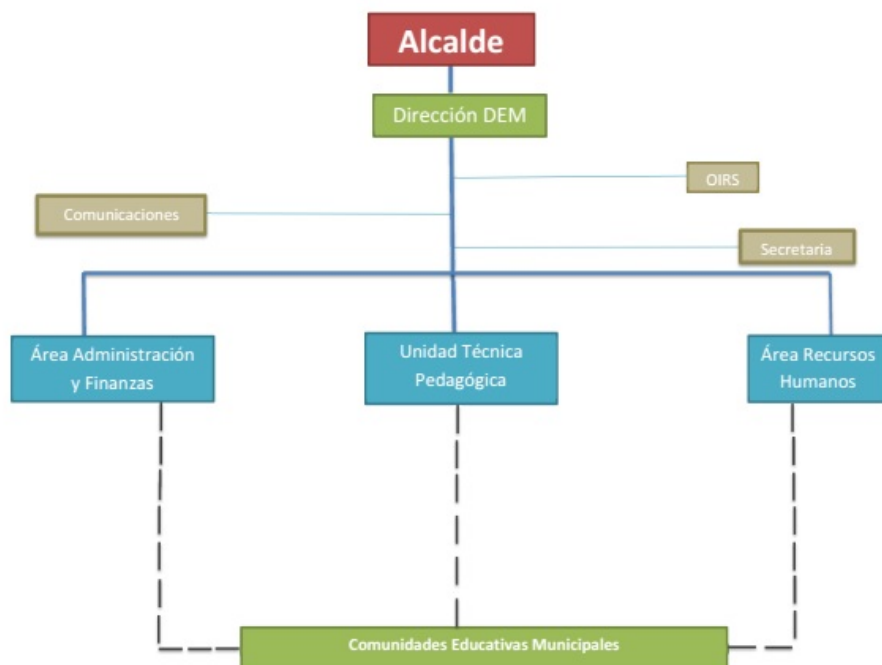 Alcalde
Dirección DEM
OIRS
Comunicaciones
Secretaria
Área Administración
y Finanzas
Unidad Técnica
Pedagógica
Área Recursos
Humanos
Comunidades Educativas Municipales